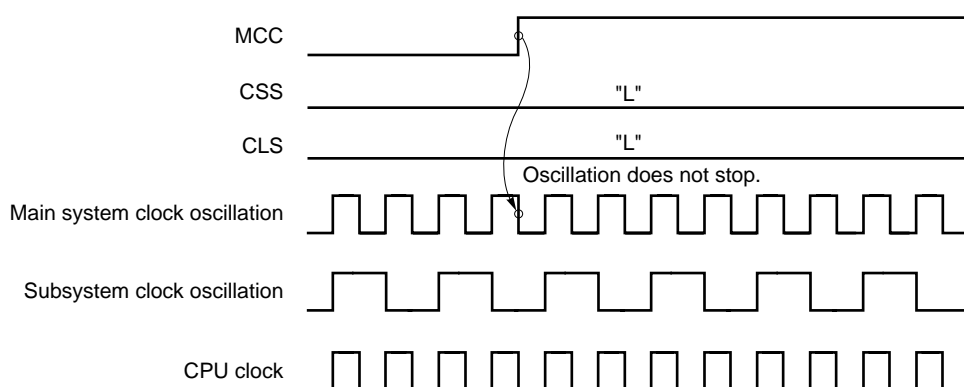 MCC
CSS "L"
CLS "L"
Oscillation does not stop.
Main system clock oscillation
Subsystem clock oscillation
CPU clock